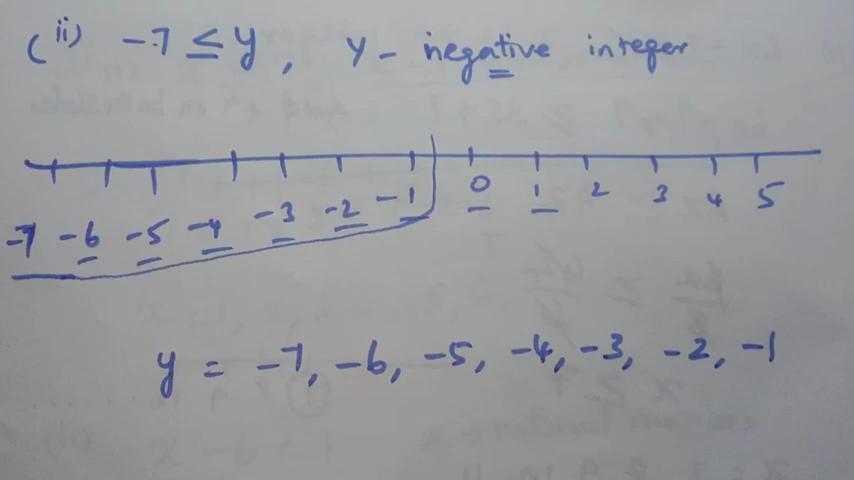 (ii) -7 ≤ y, y - negative integer
-7 -6 -5 -4 -3 -2 -1 0 1 2 3 4 5
y = -7, -6, -5, -4, -3, -2, -1